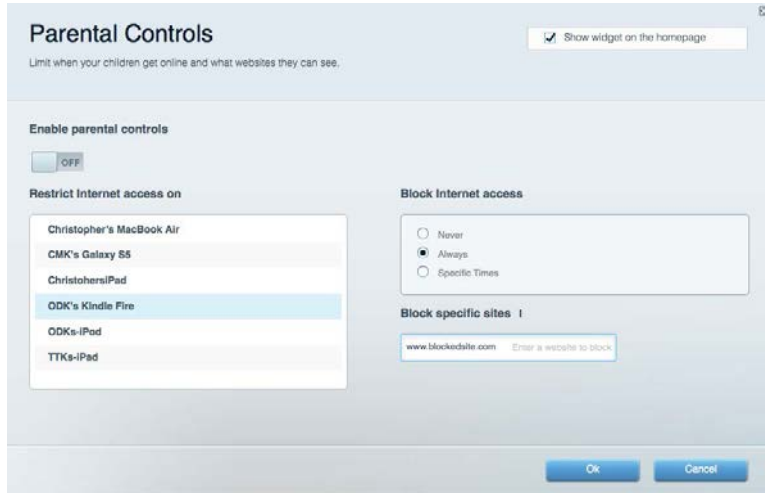 Parental Controls
Show widget on the homepage
Limit when your children get online and what websites they can see.
Enable parental controls
OFF
Restrict Internet access on
Christopher's MacBook Air
CMK's Galaxy S5
ChristohersiPad
ODK's Kindle Fire
ODKs-iPod
TTKs-iPad
Block Internet access
Never
Always
Specific Times
Block specific sites
www.blockedsite.com Enter a website to block
Ok
Cancel